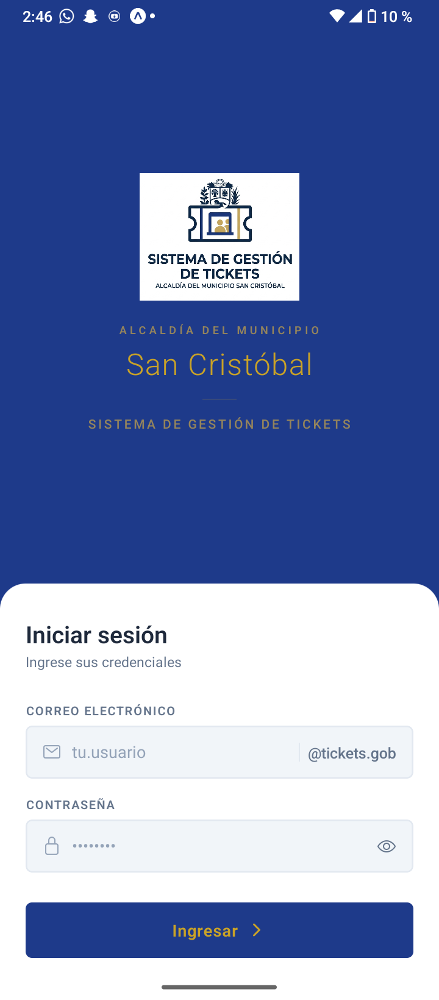 2:46
10 %
SISTEMA DE GESTIÓN
DE TICKETS
ALCALDÍA DEL MUNICIPIO SAN CRISTÓBAL
ALCALDÍA DEL MUNICIPIO
San Cristóbal
SISTEMA DE GESTIÓN DE TICKETS
Iniciar sesión
Ingrese sus credenciales
CORREO ELECTRÓNICO
tu.usuario @tickets.gob
CONTRASEÑA
••••••••
Ingresar